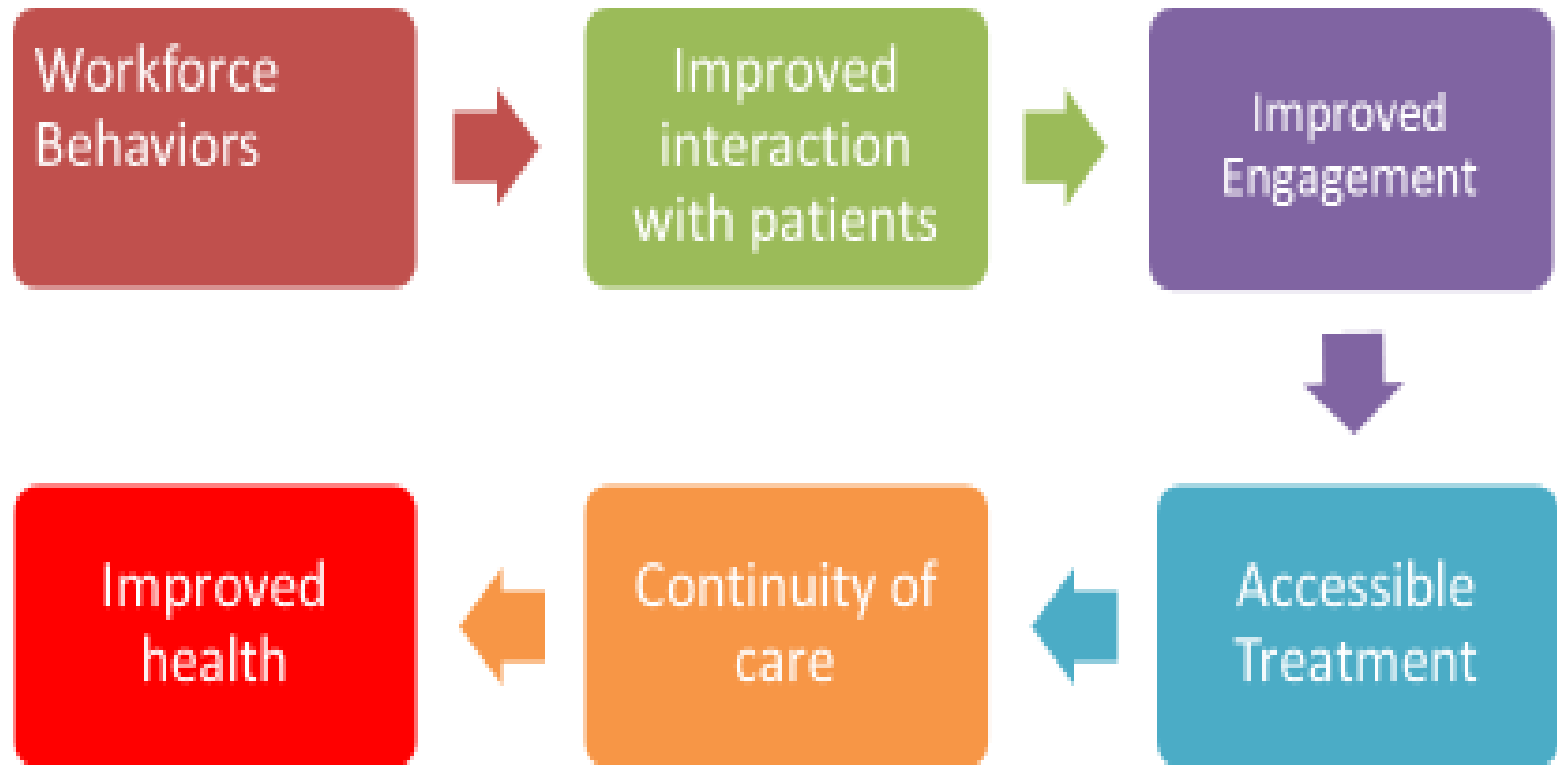 Workforce
Behaviors
Improved
interaction
with patients
Improved
Engagement
Accessible
Treatment
Continuity of
care
Improved
health